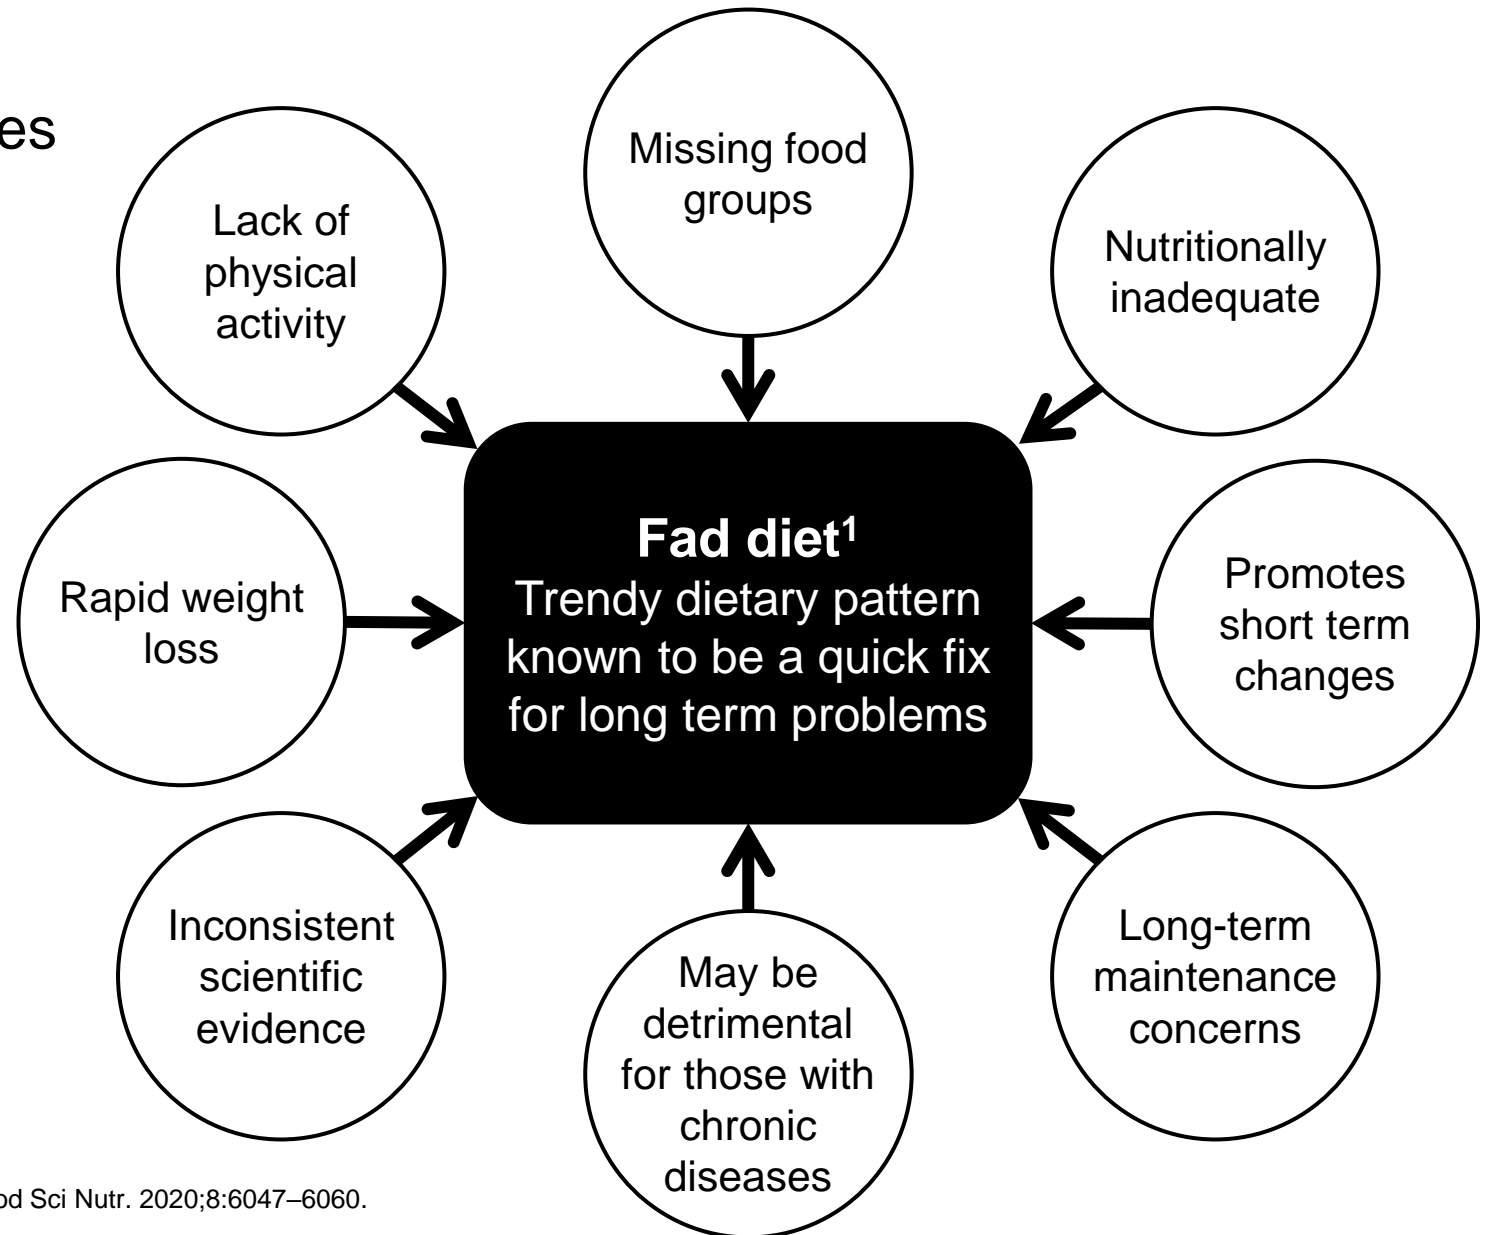 es
Missing food
groups
Lack of
physical
activity
Nutritionally
inadequate
Fad diet¹
Trendy dietary pattern
known to be a quick fix
for long term problems
Rapid weight
loss
Promotes
short term
changes
Inconsistent
scientific
evidence
May be
detrimental
for those with
chronic
diseases
Long-term
maintenance
concerns
od Sci Nutr. 2020;8:6047–6060.